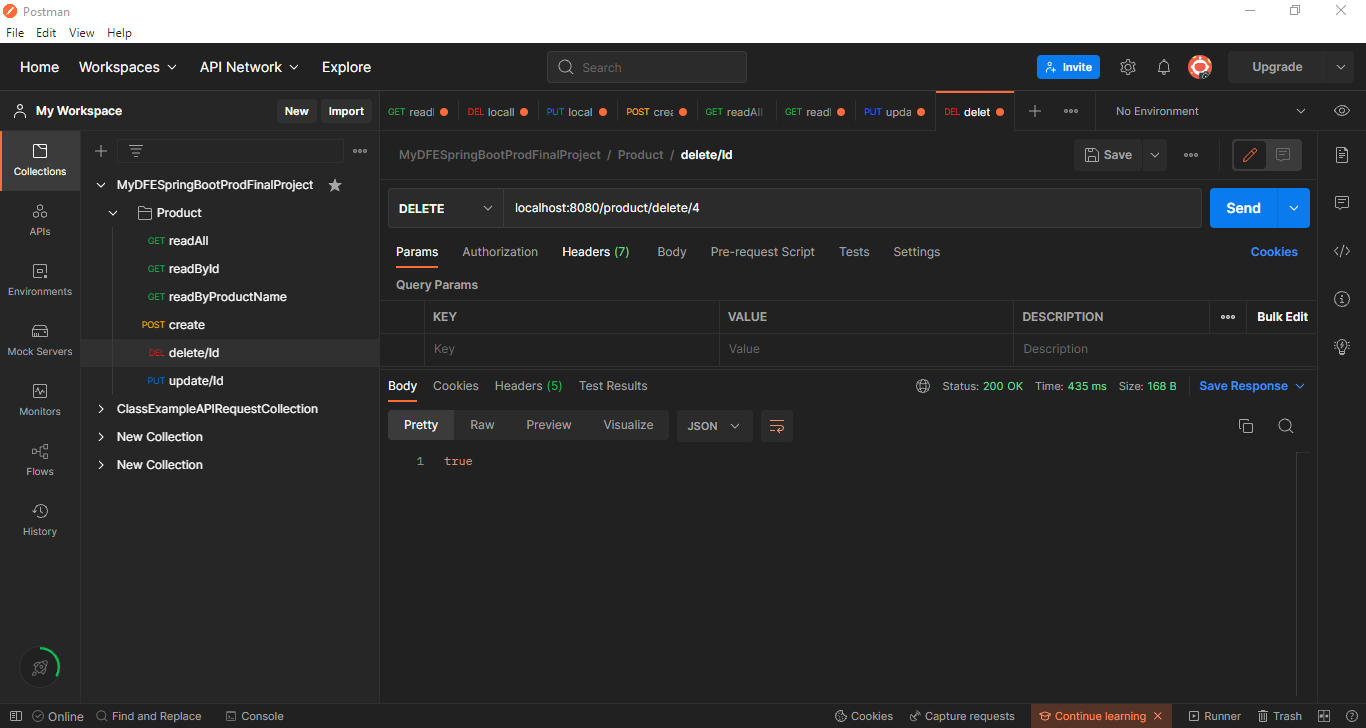 Postman
File Edit View Help
Home Workspaces API Network Explore Search Invite Upgrade
My Workspace New Import
GET readI DEL locall PUT local POST crea GET readAll GET readI PUT upda DEL delet No Environment
Collections
APIs
Environments
Mock Servers
Monitors
Flows
History
MyDFESpringBootProdFinalProject
Product
GET readAll
GET readById
GET readByProductName
POST create
DEL delete/Id
PUT update/Id
ClassExampleAPIRequestCollection
New Collection
New Collection
MyDFESpringBootProdFinalProject / Product / delete/Id Save
DELETE localhost:8080/product/delete/4 Send
Params Authorization Headers (7) Body Pre-request Script Tests Settings Cookies
Query Params
KEY VALUE DESCRIPTION Bulk Edit
Key Value Description
Body Cookies Headers (5) Test Results Status: 200 OK Time: 435 ms Size: 168 B Save Response
Pretty Raw Preview Visualize JSON
1 true
Online Find and Replace Console Cookies Capture requests Continue learning Runner Trash